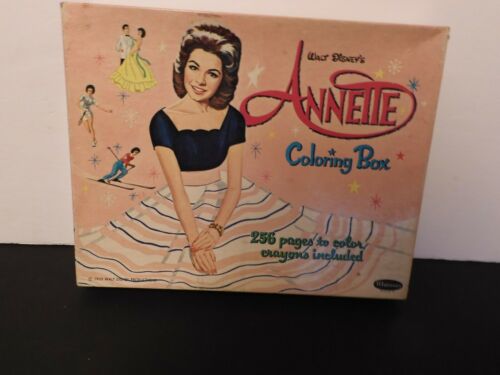 WALT DISNEY'S
ANNETTE
Coloring Box
256 pages to color
crayons included
Whitman